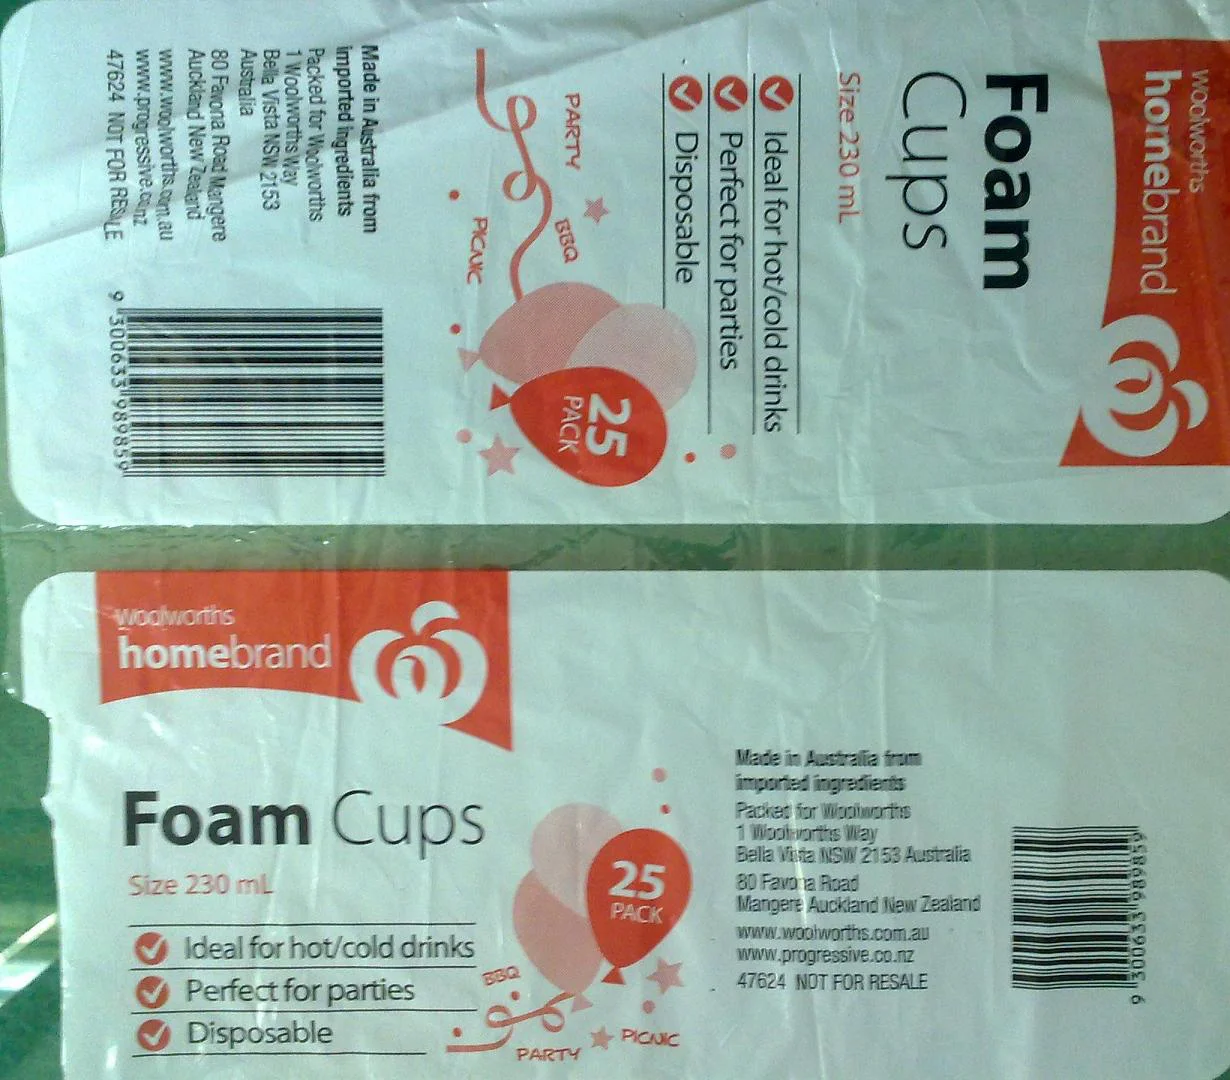 woolworths
homebrand
Foam
Cups
Size 230 mL
Ideal for hot/cold drinks
Perfect for parties
Disposable
PARTY
BBQ
PICNIC
25
PACK
Made in Australia from
imported ingredients
Packed for Woolworths
1 Woolworths Way
Bella Vista NSW 2153
Australia
80 Favona Road Mangere
Auckland New Zealand
www.woolworths.com.au
www.progressive.co.nz
47624 NOT FOR RESALE
9 300633 989859
woolworths
homebrand
Foam Cups
Size 230 mL
Ideal for hot/cold drinks
Perfect for parties
Disposable
25
PACK
BBQ
PARTY
PICNIC
Made in Australia from
imported ingredients
Packed for Woolworths
1 Woolworths Way
Bella Vista NSW 2153 Australia
80 Favona Road
Mangere Auckland New Zealand
www.woolworths.com.au
www.progressive.co.nz
47624 NOT FOR RESALE
9 300633 989859